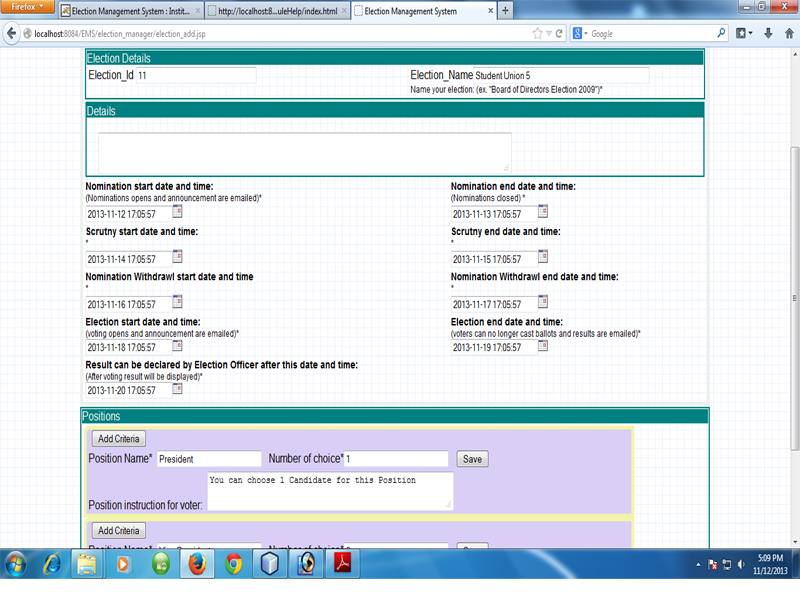 Firefox
Election Management System : Instit...
http://localhost:8...uleHelp/index.html
Election Management System
localhost:8084/EMS/election_manager/election_add.jsp
Google
Election Details
Election_Id 11
Election_Name Student Union 5
Name your election: (ex. "Board of Directors Election 2009")*
Details
Nomination start date and time:
(Nominations opens and announcement are emailed)*
2013-11-12 17:05:57
Nomination end date and time:
(Nominations closed) *
2013-11-13 17:05:57
Scrutny start date and time:
*
2013-11-14 17:05:57
Scrutny end date and time:
*
2013-11-15 17:05:57
Nomination Withdrawl start date and time
*
2013-11-16 17:05:57
Nomination Withdrawl end date and time:
*
2013-11-17 17:05:57
Election start date and time:
(voting opens and announcement are emailed)*
2013-11-18 17:05:57
Election end date and time:
(voters can no longer cast ballots and results are emailed)*
2013-11-19 17:05:57
Result can be declared by Election Officer after this date and time:
(After voting result will be displayed)*
2013-11-20 17:05:57
Positions
Add Criteria
Position Name* President Number of choice* 1 Save
You can choose 1 Candidate for this Position
Position instruction for voter:
Add Criteria
Position Name* Number of choice*
5:09 PM
11/12/2013